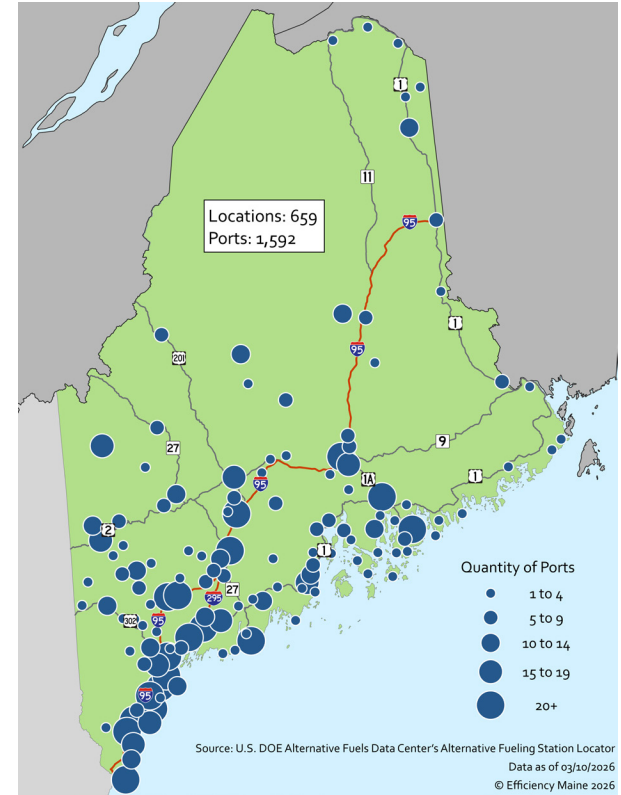 1
11
Locations: 659
Ports: 1,592
95
1
95
201
27
9
2
95
1A
1
1
27
295
302
95
95
Quantity of Ports
1 to 4
5 to 9
10 to 14
15 to 19
20+
Source: U.S. DOE Alternative Fuels Data Center's Alternative Fueling Station Locator
Data as of 03/10/2026
© Efficiency Maine 2026